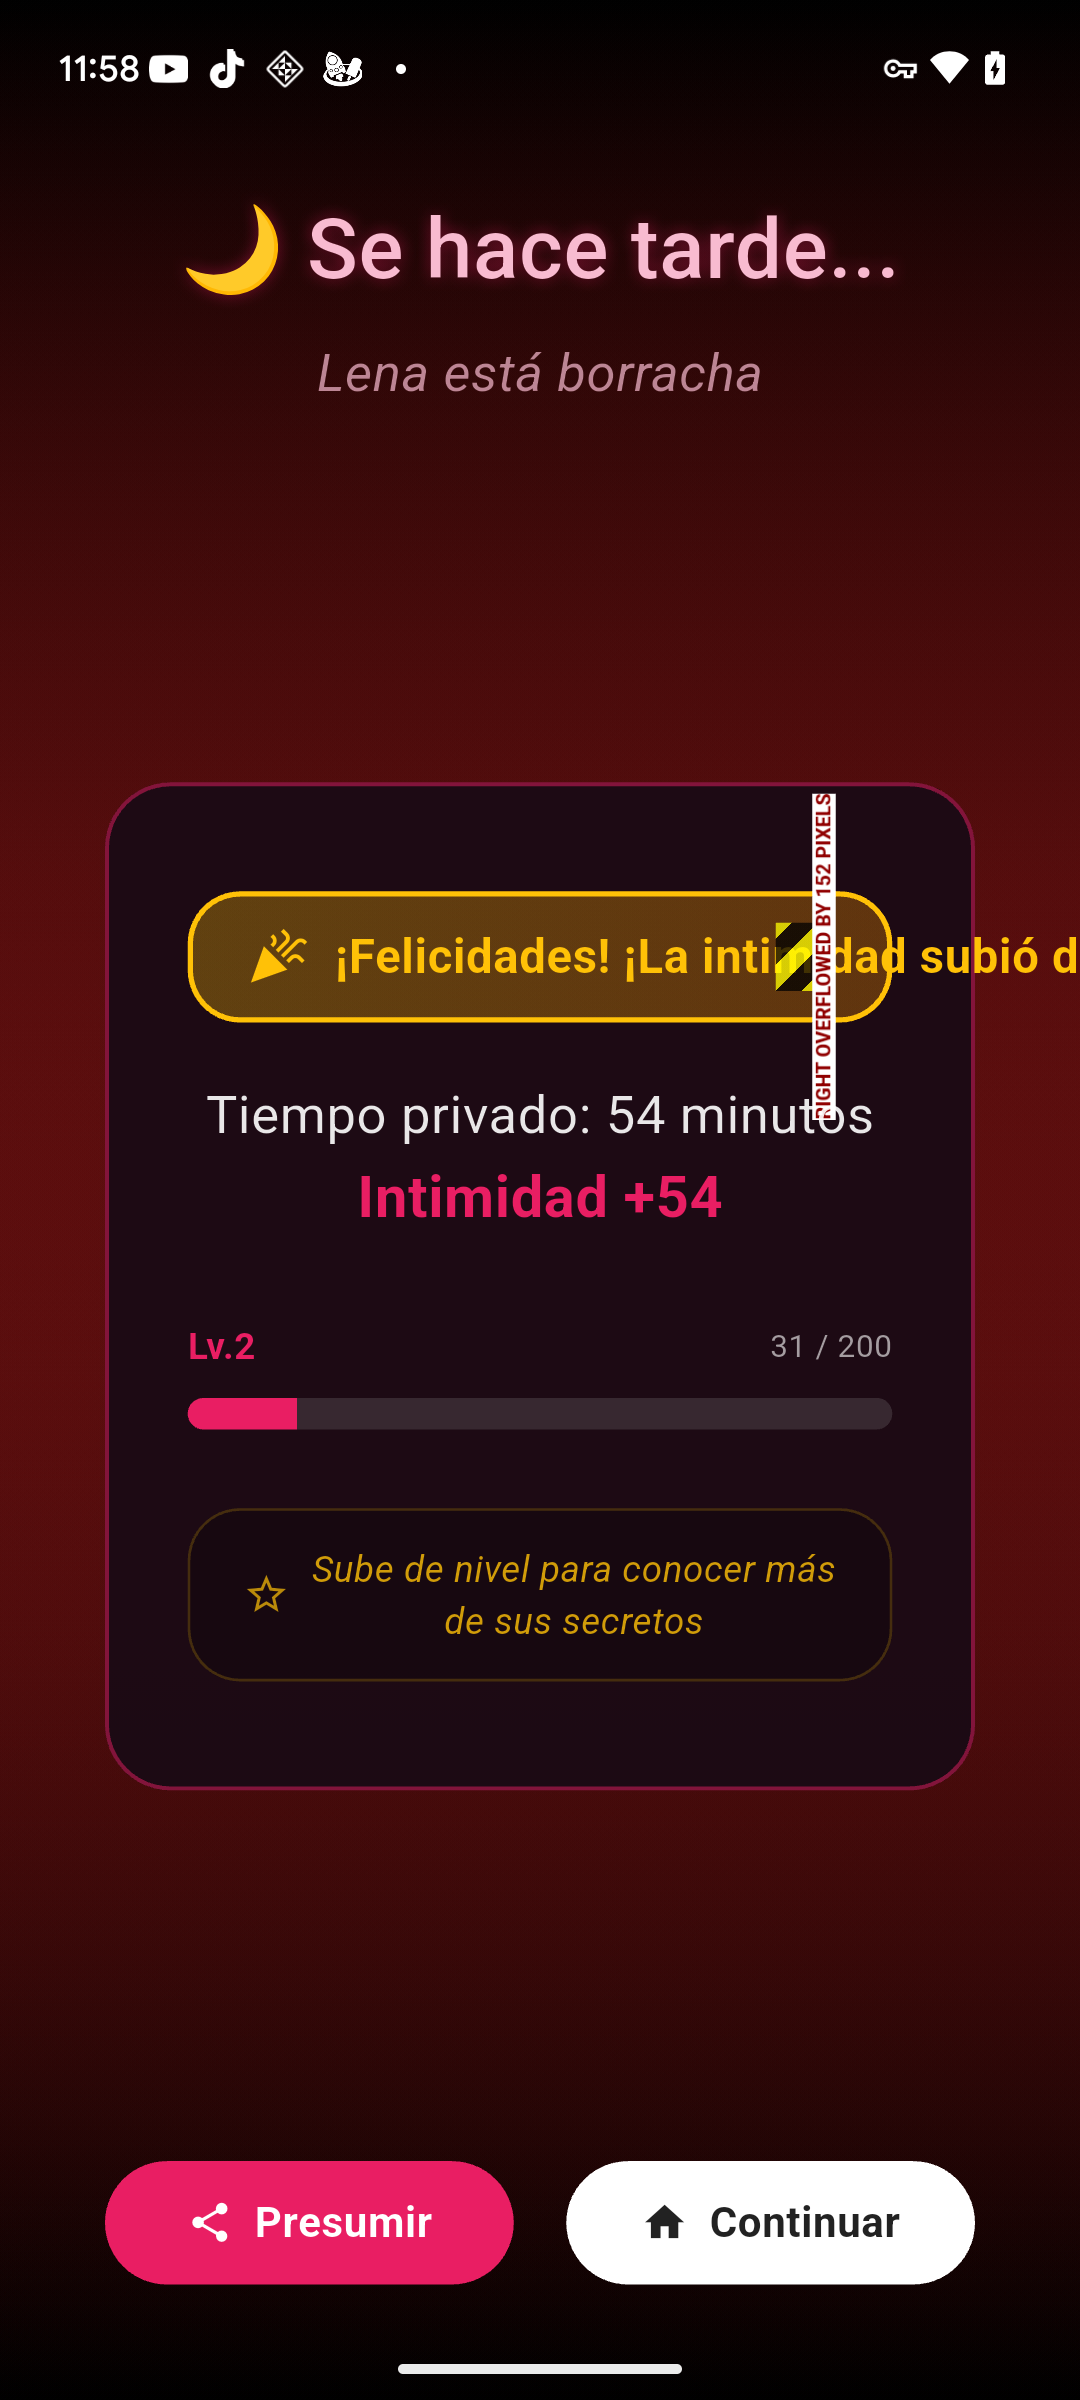 11:58
Se hace tarde...
Lena está borracha
¡Felicidades! ¡La intimidad subió d
RIGHT OVERFLOWED BY 152 PIXELS
Tiempo privado: 54 minutos
Intimidad +54
Lv.2
31 / 200
Sube de nivel para conocer más
de sus secretos
Presumir
Continuar